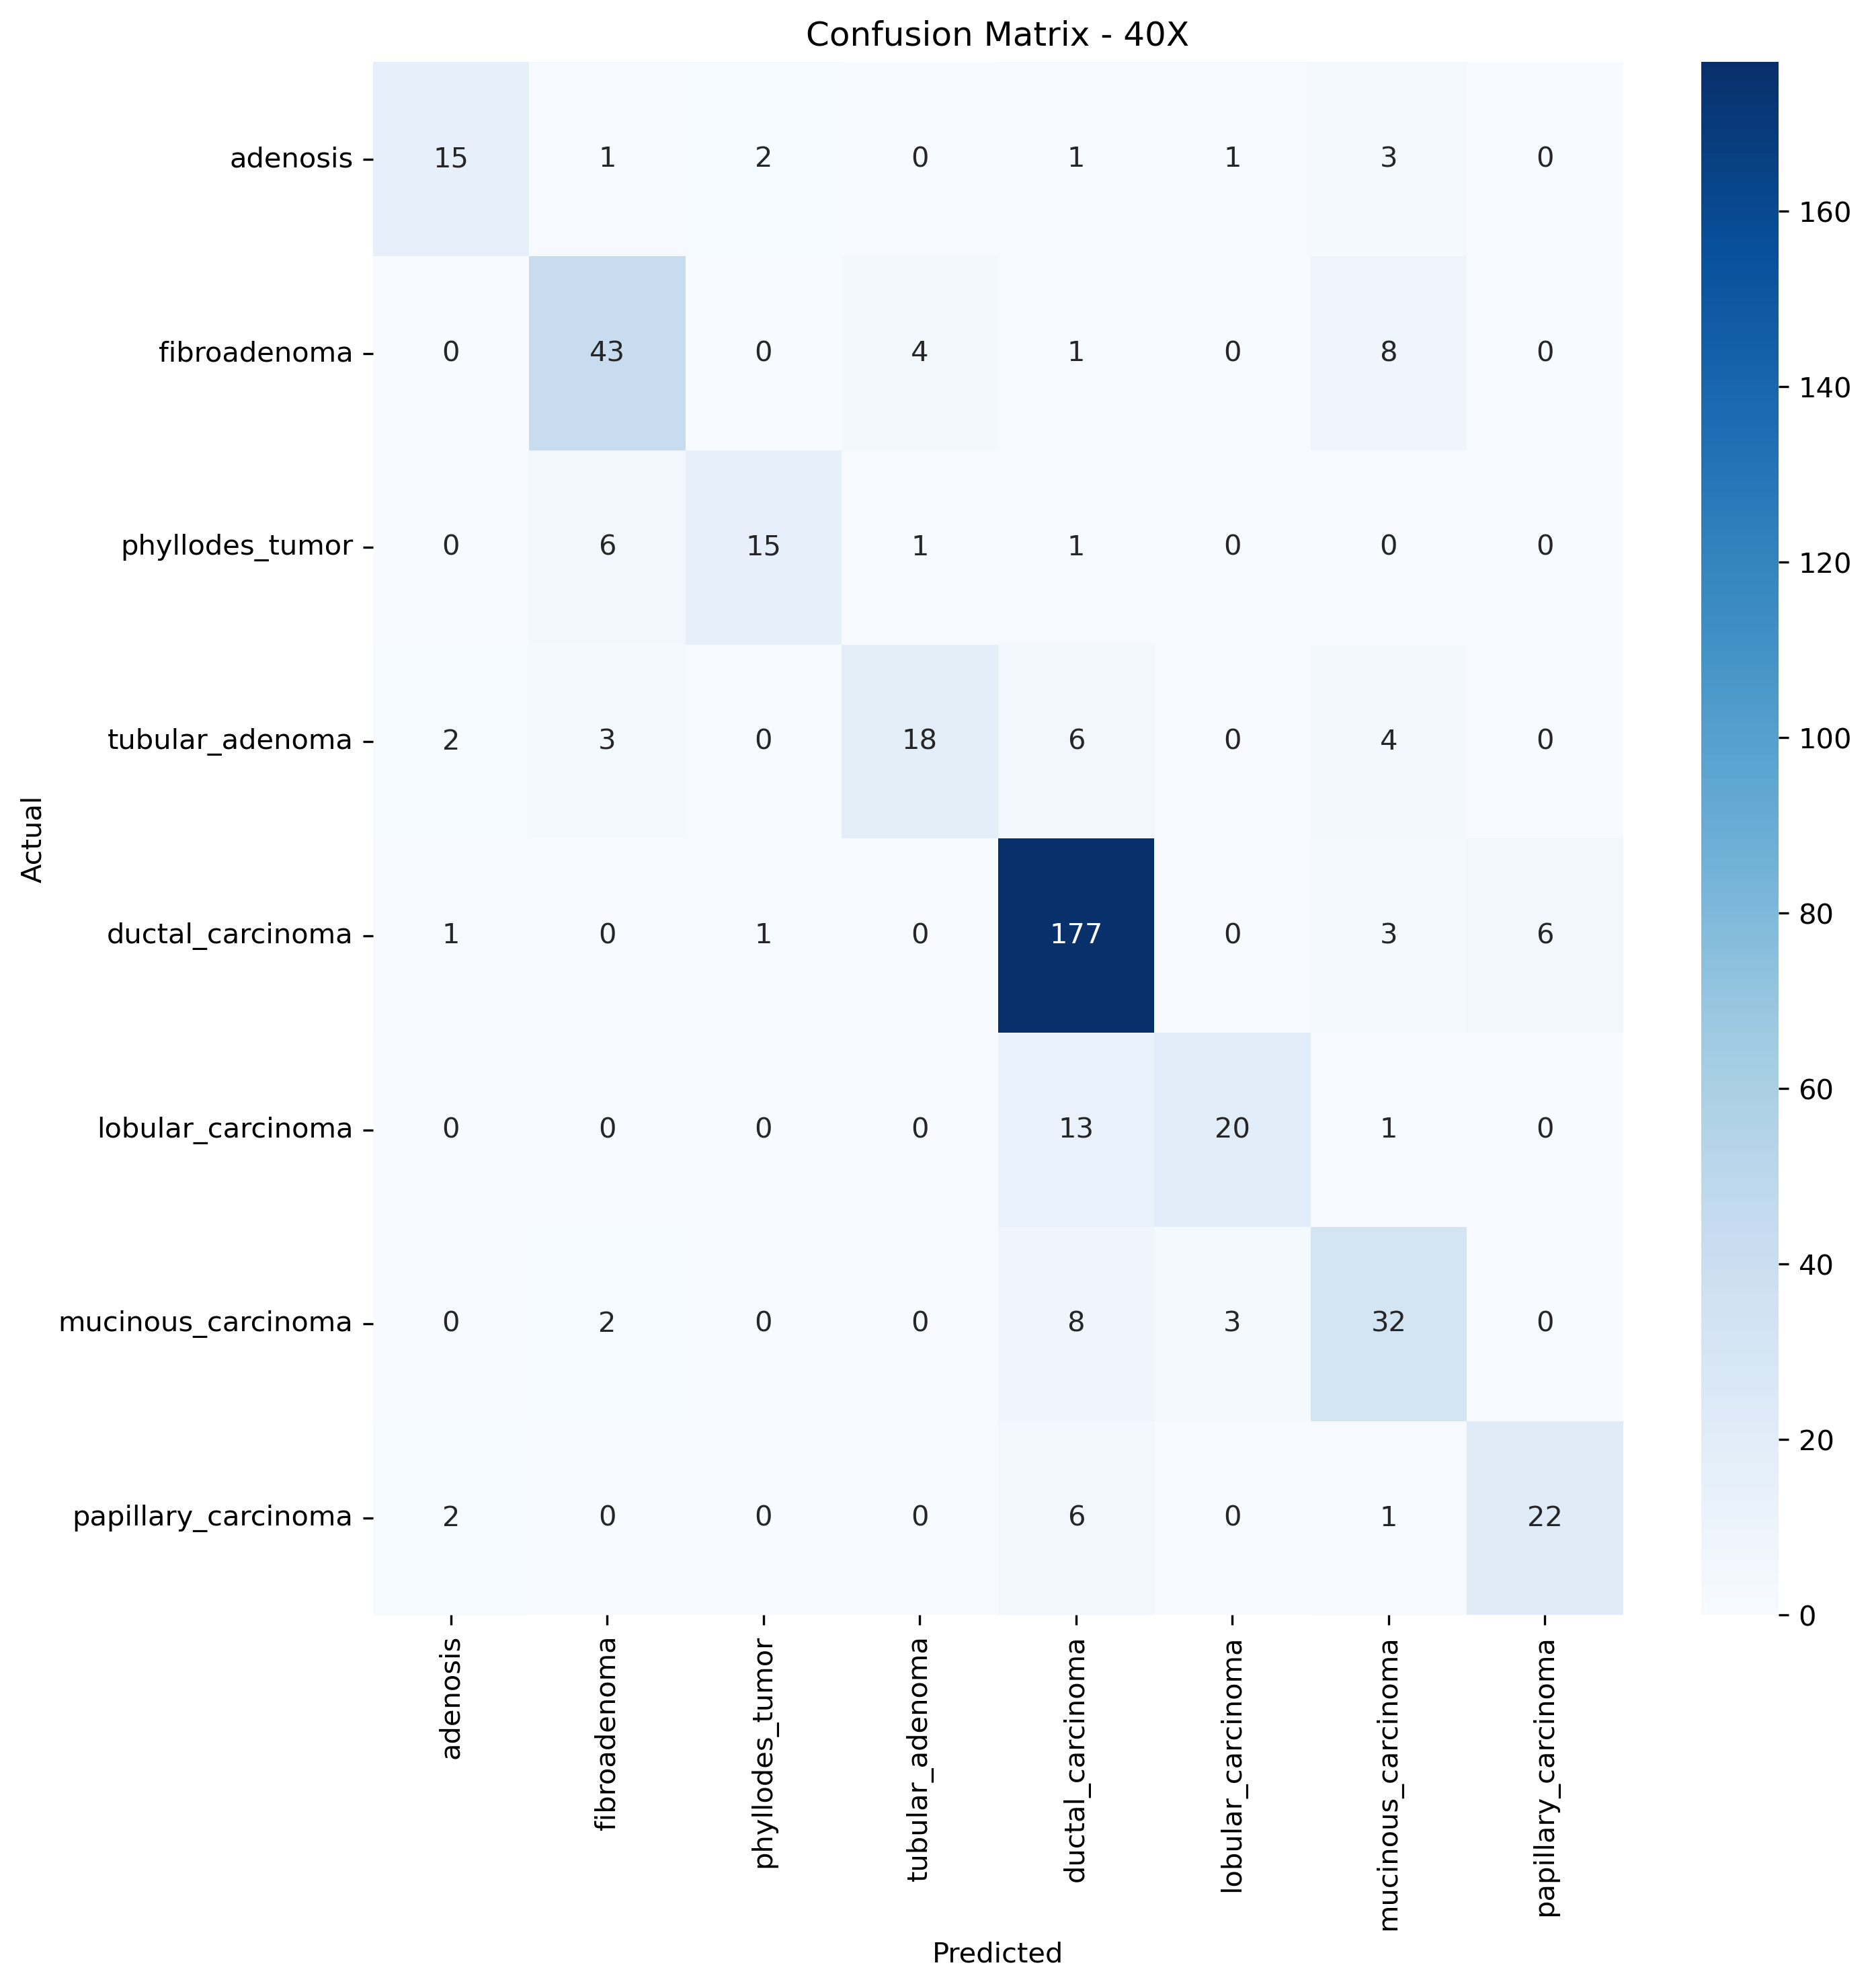 Confusion Matrix - 40X
adenosis 15 1 2 0 1 1 3 0
fibroadenoma 0 43 0 4 1 0 8 0
phyllodes_tumor 0 6 15 1 1 0 0 0
tubular_adenoma 2 3 0 18 6 0 4 0
ductal_carcinoma 1 0 1 0 177 0 3 6
lobular_carcinoma 0 0 0 0 13 20 1 0
mucinous_carcinoma 0 2 0 0 8 3 32 0
papillary_carcinoma 2 0 0 0 6 0 1 22
Actual
adenosis
fibroadenoma
phyllodes_tumor
tubular_adenoma
ductal_carcinoma
lobular_carcinoma
mucinous_carcinoma
papillary_carcinoma
Predicted
160
140
120
100
80
60
40
20
0